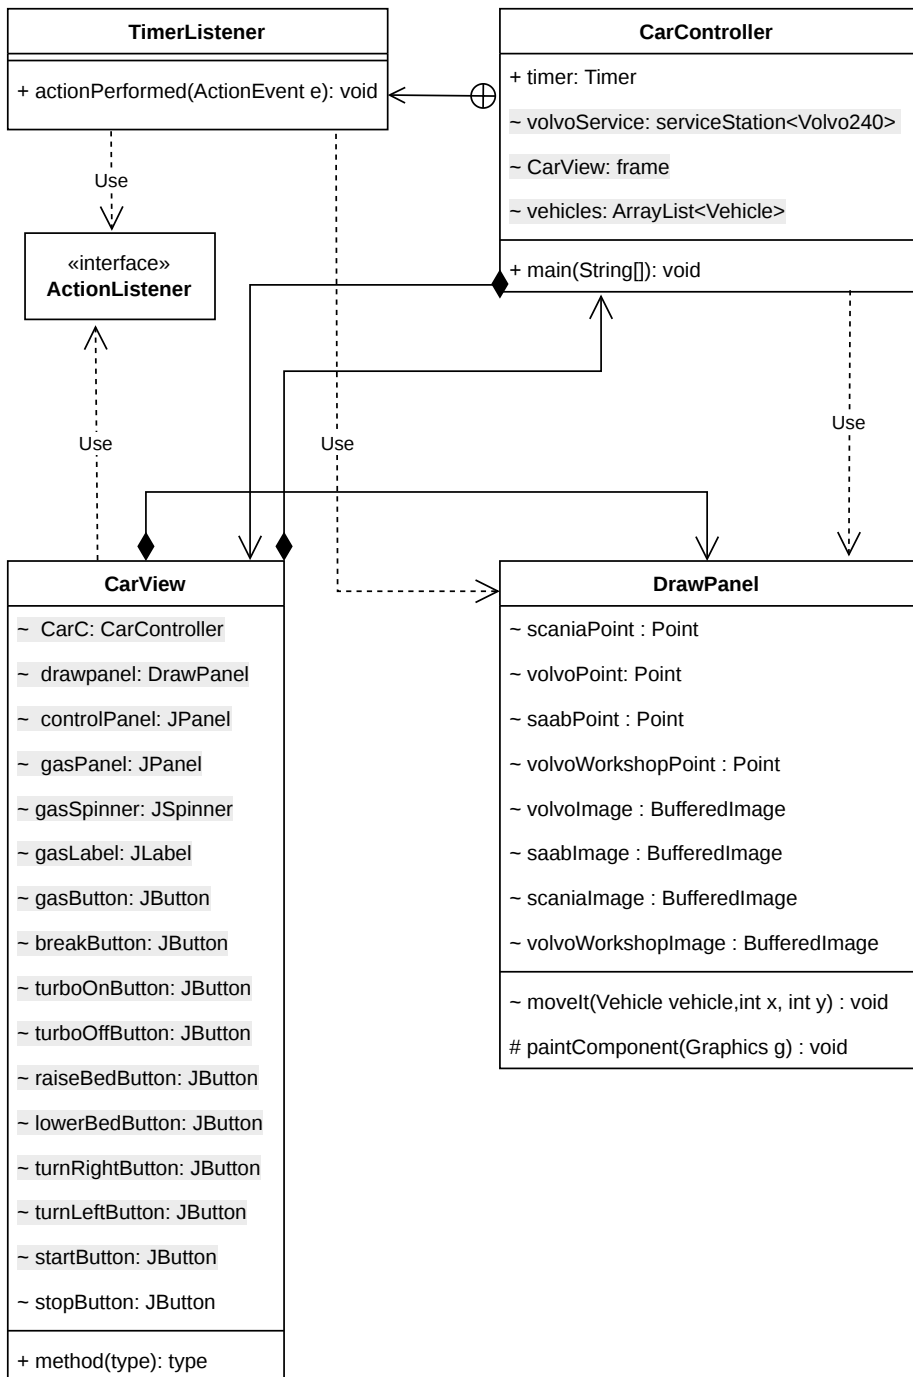 TimerListener
+ actionPerformed(ActionEvent e): void
CarController
+ timer: Timer
~ volvoService: serviceStation<Volvo240>
~ CarView: frame
~ vehicles: ArrayList<Vehicle>
+ main(String[]): void
Use
«interface»
ActionListener
Use
Use
Use
CarView
~  CarC: CarController
~  drawpanel: DrawPanel
~  controlPanel: JPanel
~  gasPanel: JPanel
~ gasSpinner: JSpinner
~ gasLabel: JLabel
~ gasButton: JButton
~ breakButton: JButton
~ turboOnButton: JButton
~ turboOffButton: JButton
~ raiseBedButton: JButton
~ lowerBedButton: JButton
~ turnRightButton: JButton
~ turnLeftButton: JButton
~ startButton: JButton
~ stopButton: JButton
+ method(type): type
DrawPanel
~ scaniaPoint : Point
~ volvoPoint: Point
~ saabPoint : Point
~ volvoWorkshopPoint : Point
~ volvoImage : BufferedImage
~ saabImage : BufferedImage
~ scaniaImage : BufferedImage
~ volvoWorkshopImage : BufferedImage
~ moveIt(Vehicle vehicle,int x, int y) : void
# paintComponent(Graphics g) : void